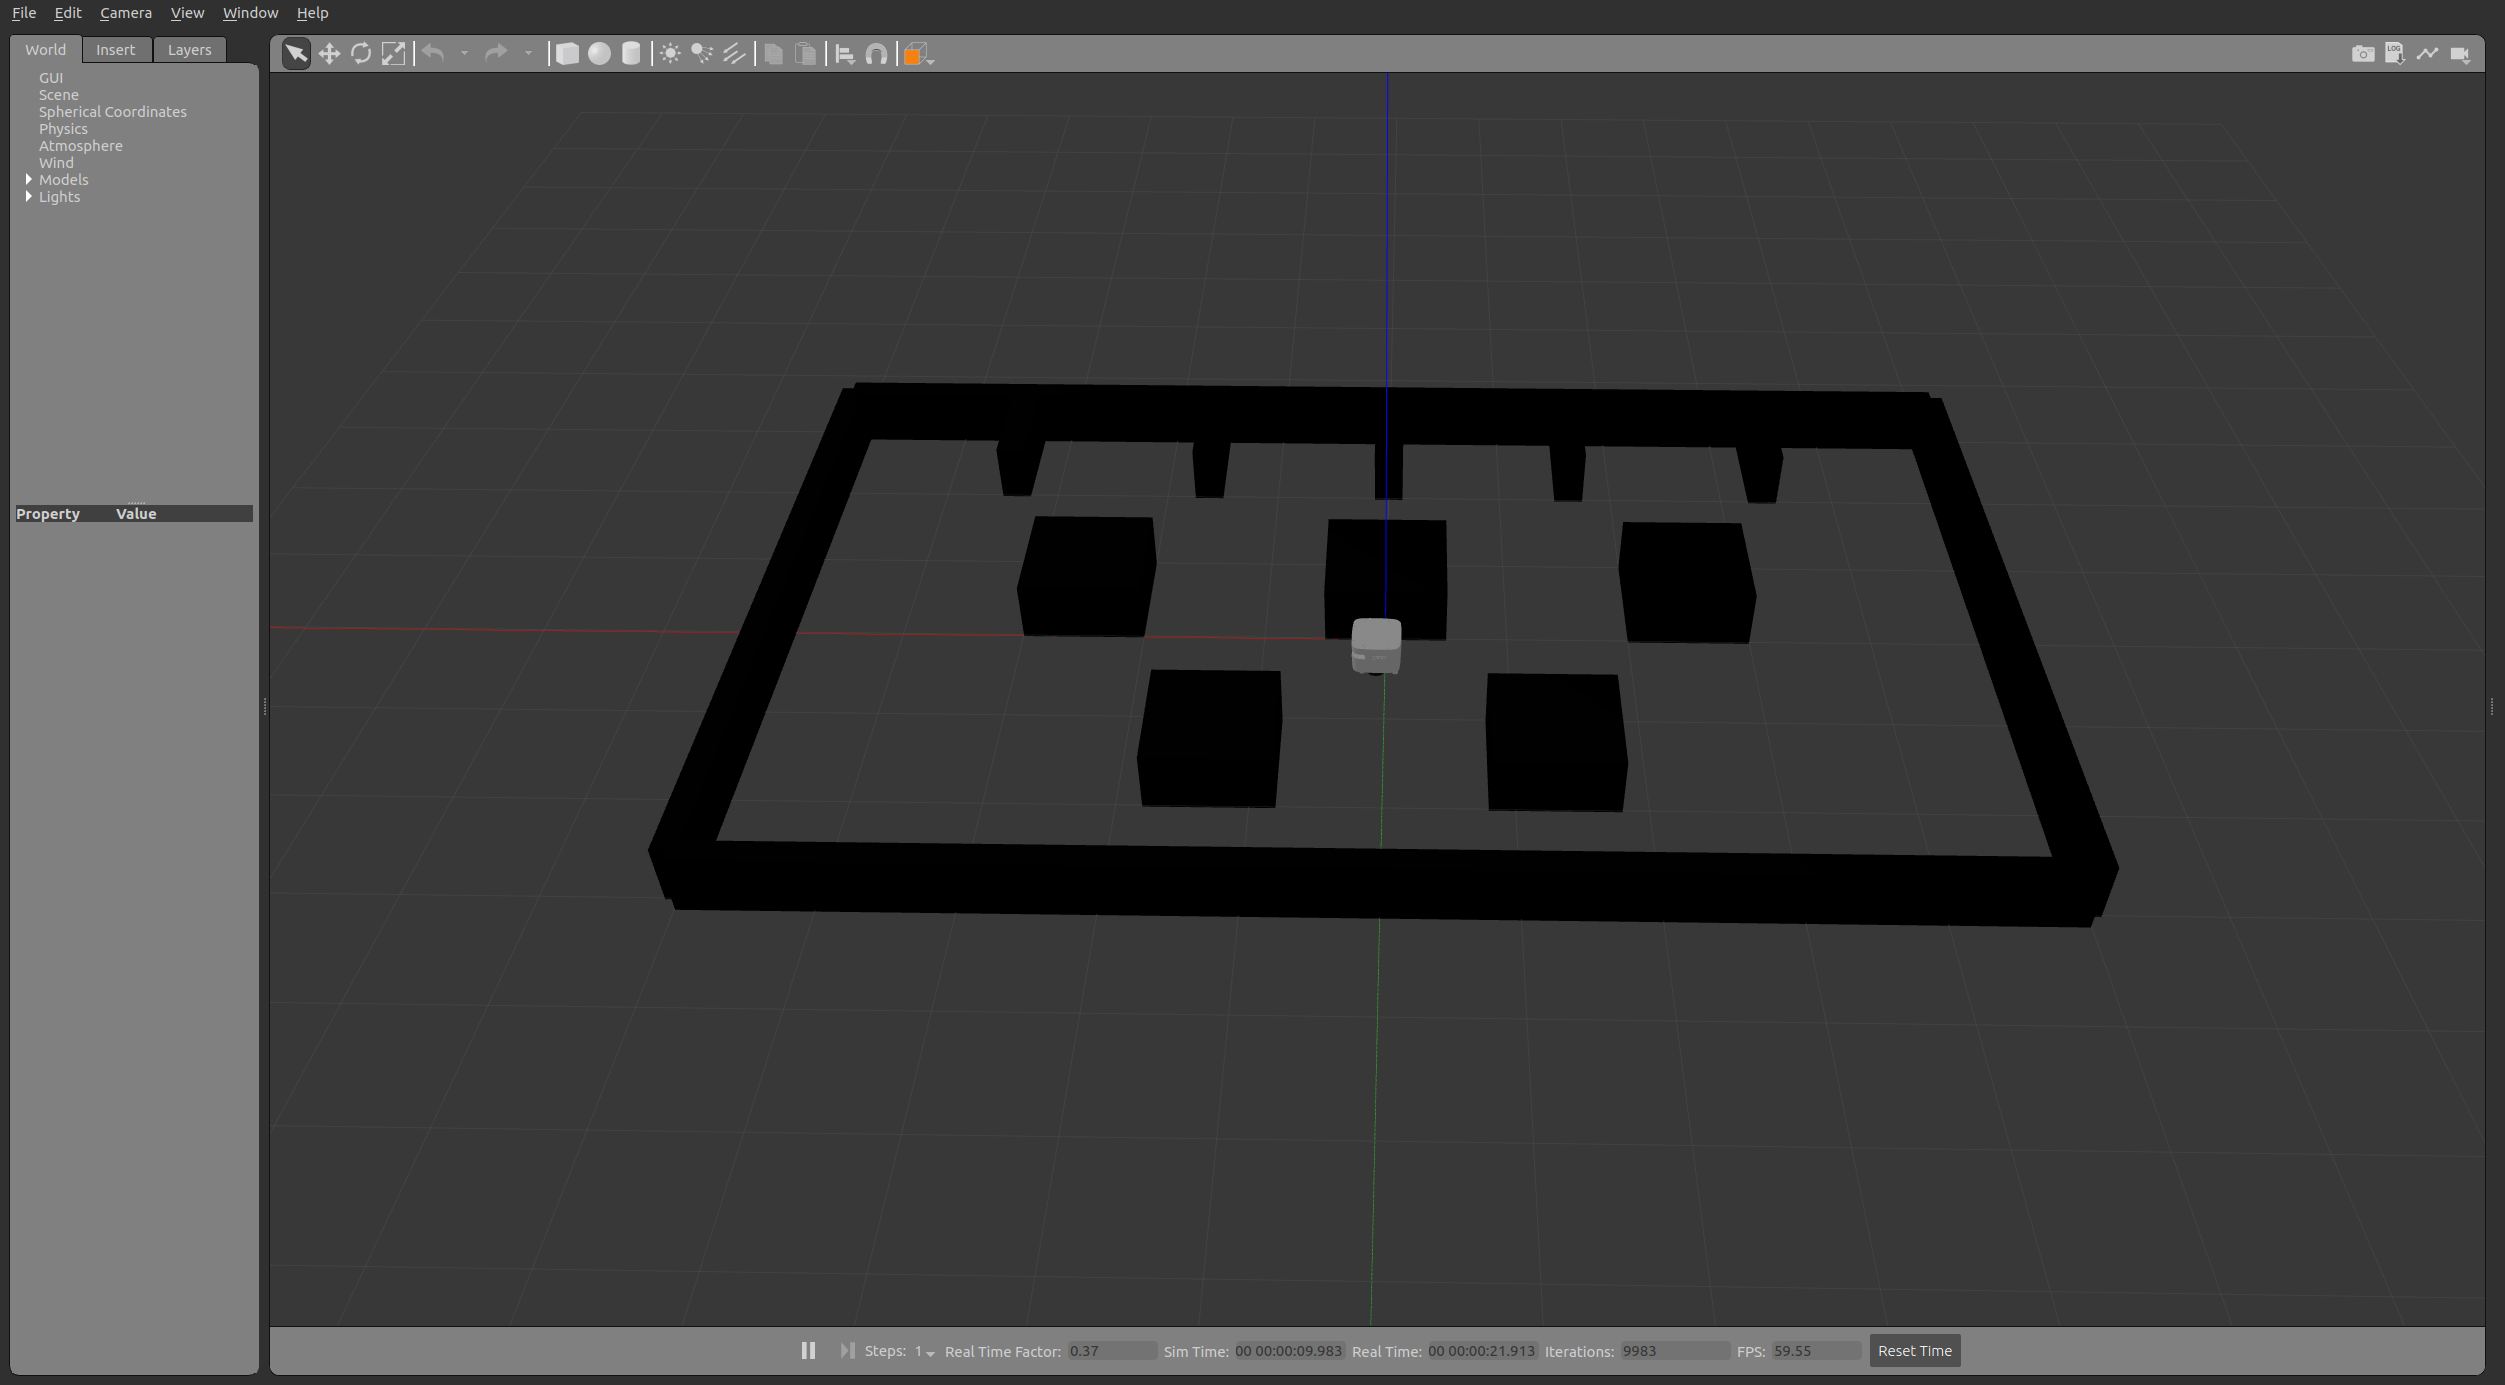 File Edit Camera View Window Help
World Insert Layers
LOG
GUI
Scene
Spherical Coordinates
Physics
Atmosphere
Wind
Models
Lights
Property Value
Steps: 1 Real Time Factor: 0.37 Sim Time: 00 00:00:09.983 Real Time: 00 00:00:21.913 Iterations: 9983 FPS: 59.55 Reset Time